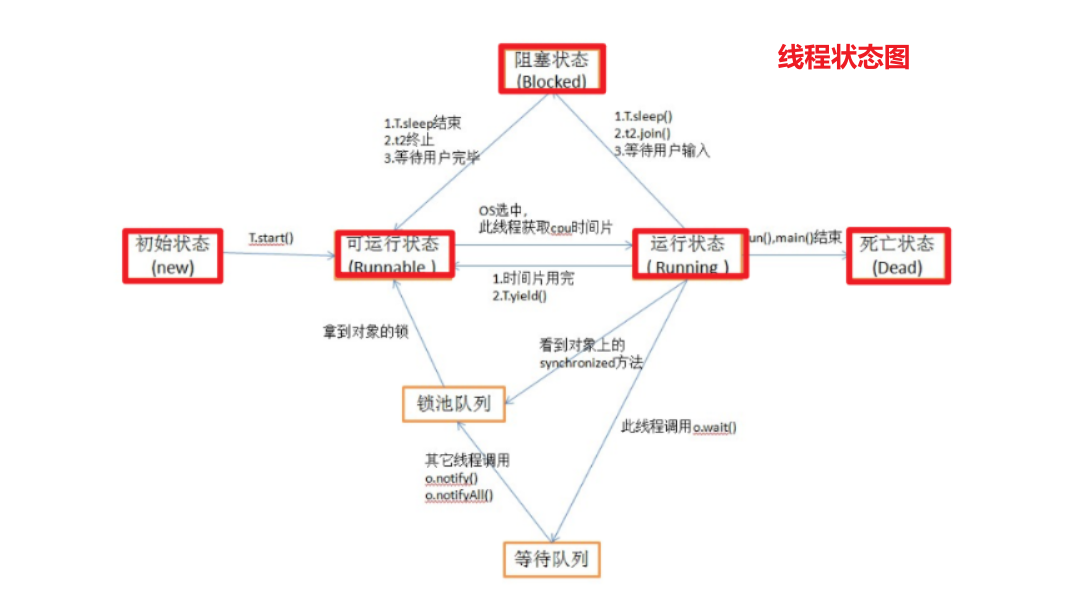 线程状态图
阻塞状态
(Blocked)
1.T.sleep结束
2.t2终止
3.等待用户完毕
1.T.sleep()
2.t2.join()
3.等待用户输入
OS选中，
此线程获取cpu时间片
初始状态
(new)
T.start()
可运行状态
(Runnable )
运行状态
( Running )
un(),main()结束
死亡状态
(Dead)
1.时间片用完
2.T.yield()
拿到对象的锁
看到对象上的
synchronized方法
锁池队列
此线程调用o.wait()
其它线程调用
o.notify()
o.notifyAll()
等待队列